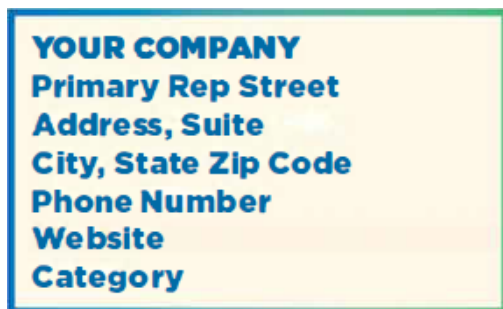 YOUR COMPANY
Primary Rep Street
Address, Suite
City, State Zip Code
Phone Number
Website
Category